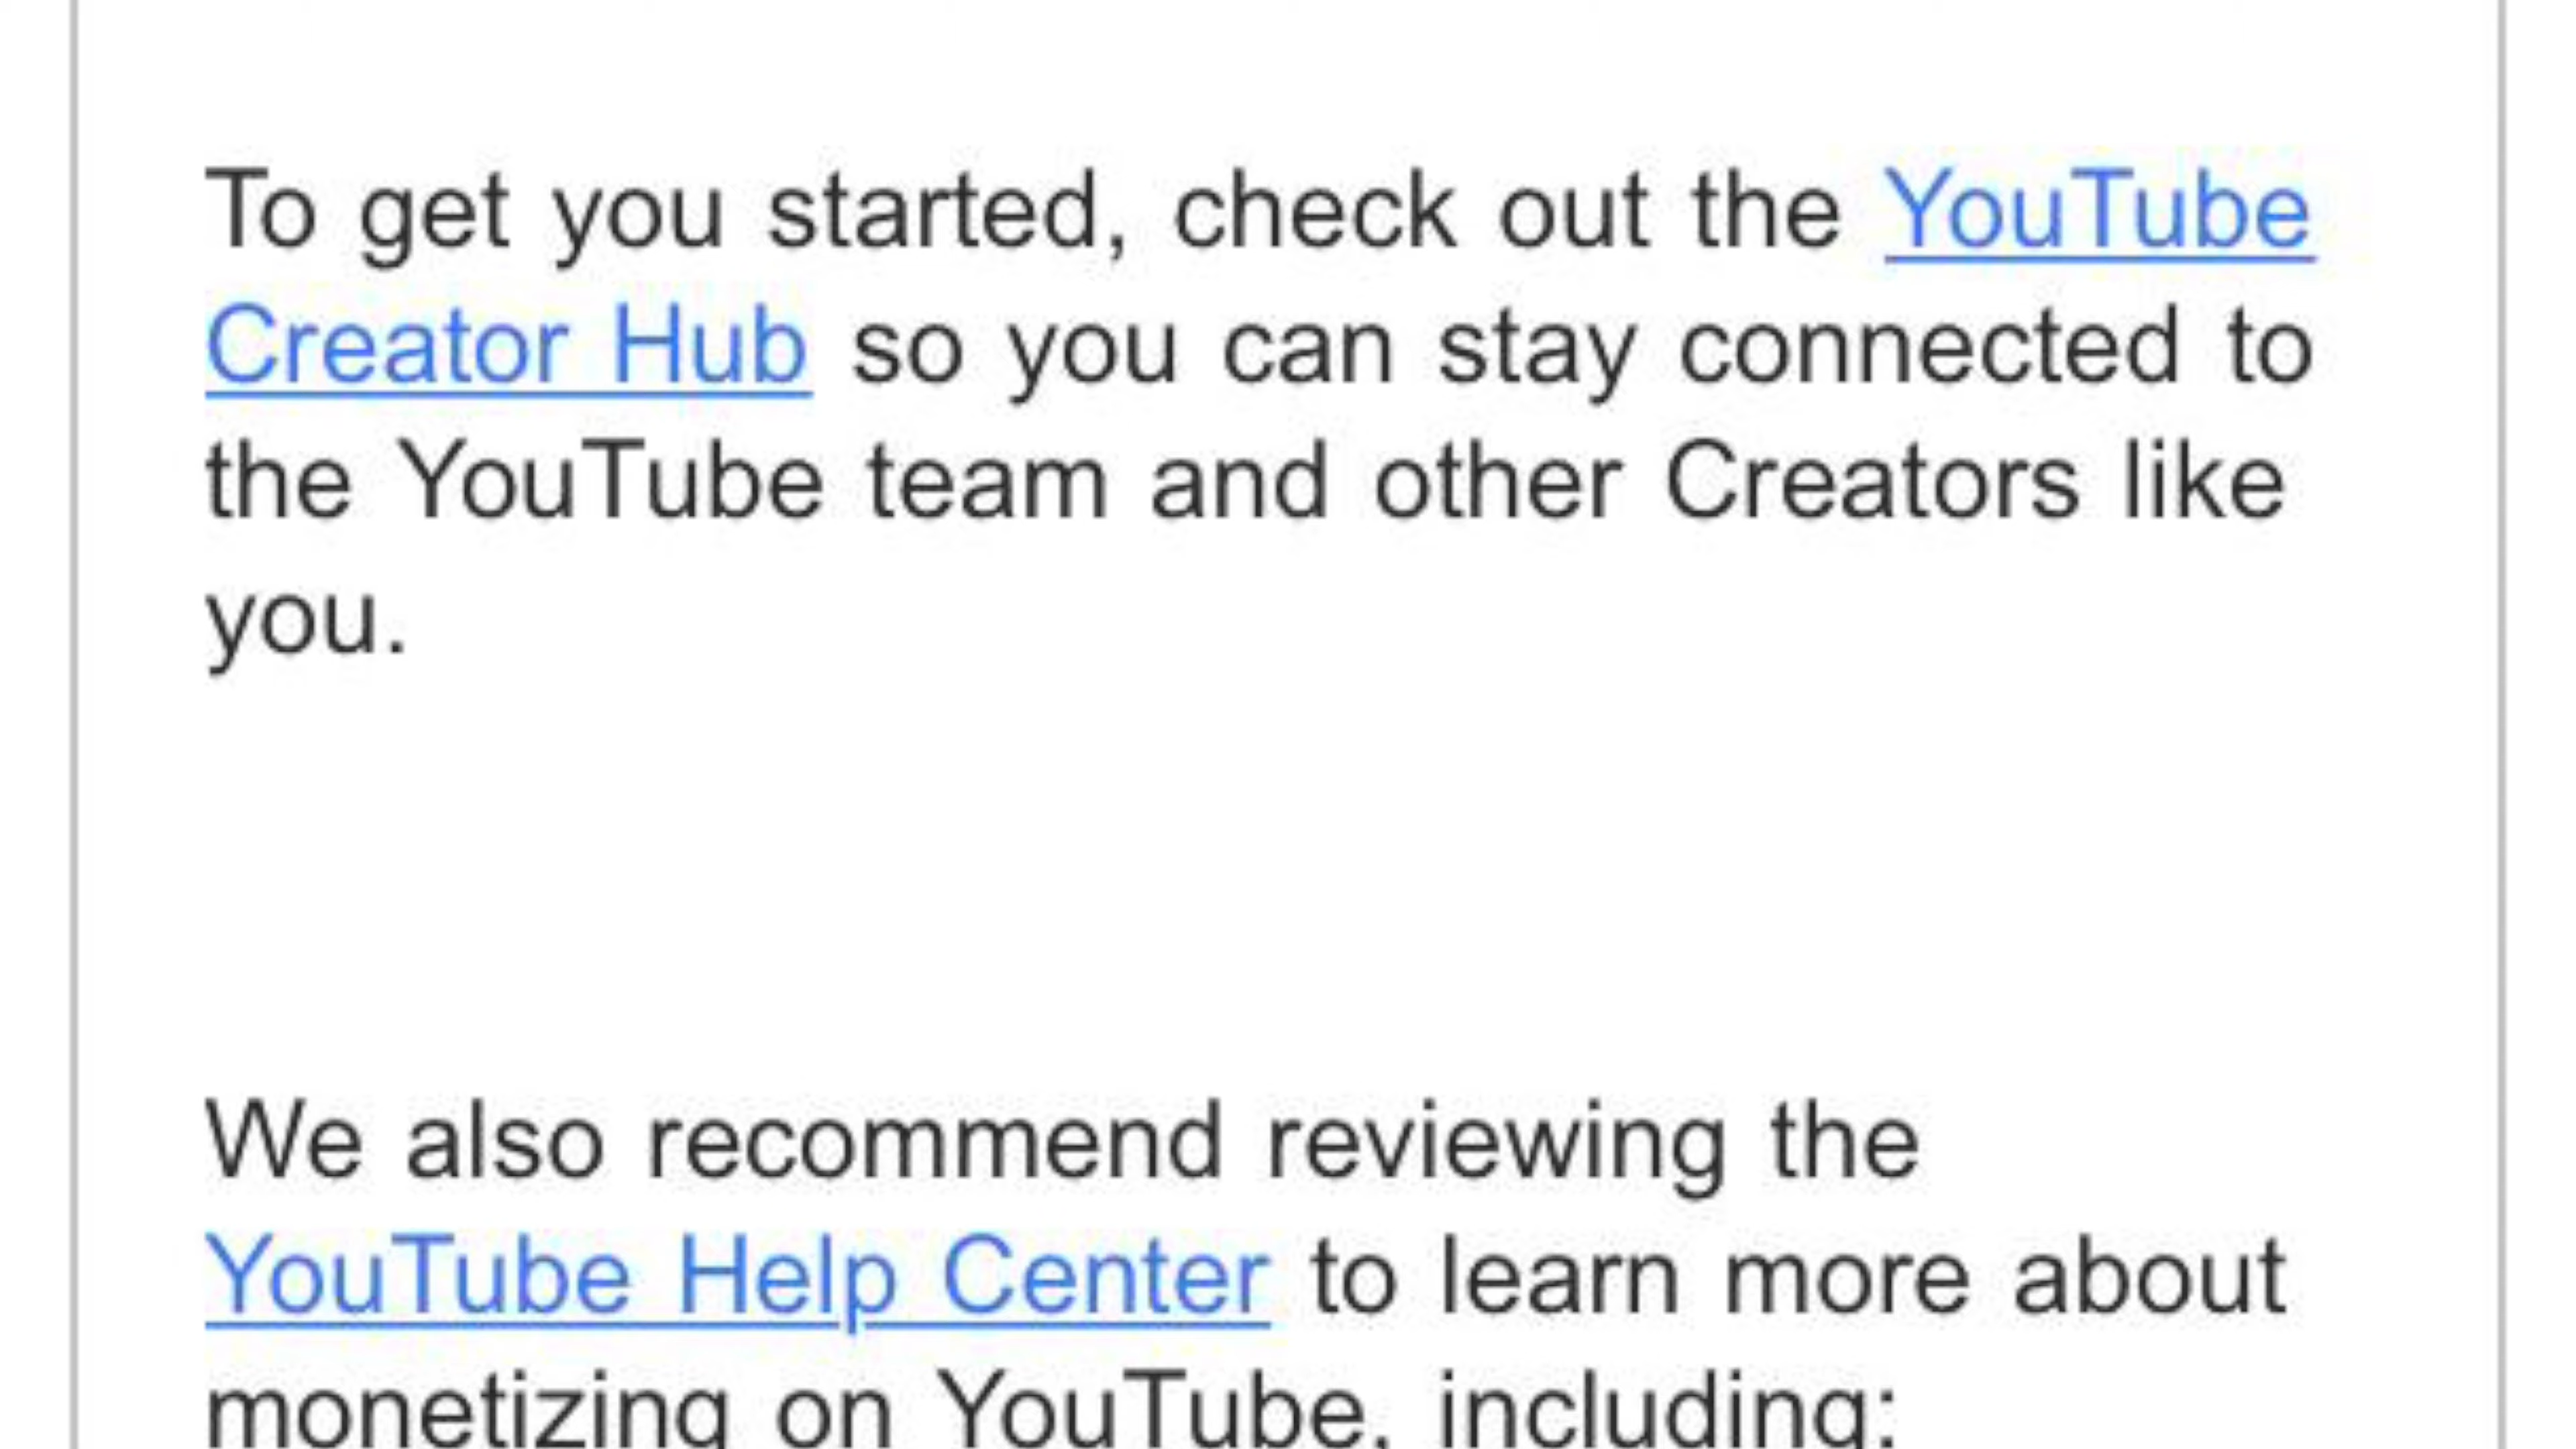 To get you started, check out the YouTube
Creator Hub so you can stay connected to
the YouTube team and other Creators like
you.
We also recommend reviewing the
YouTube Help Center to learn more about
monetizing on YouTube, including: